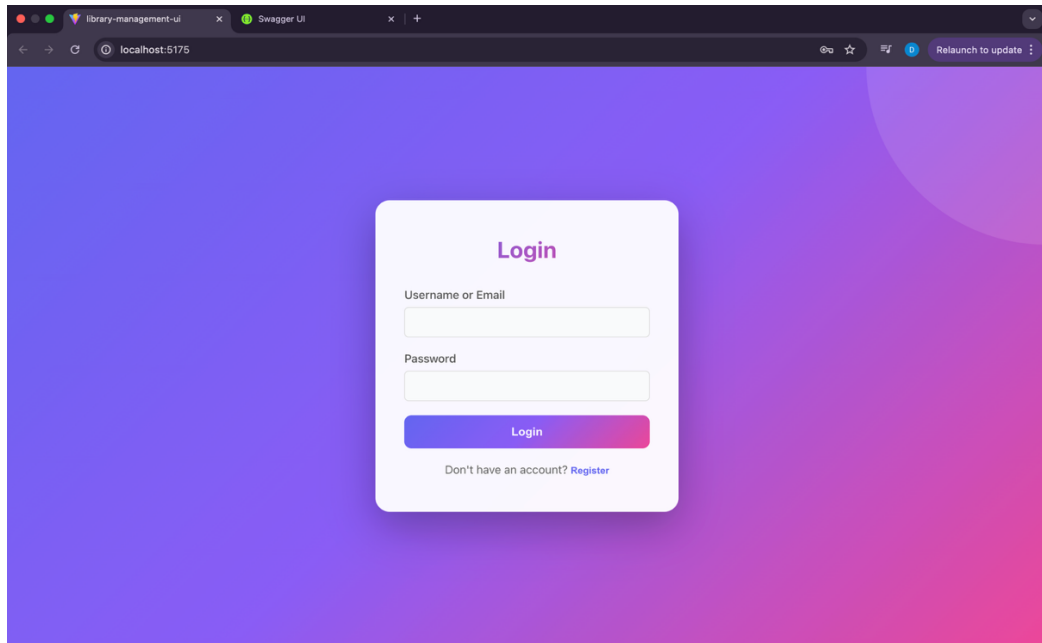 library-management-ui
Swagger UI
localhost:5175
D
Relaunch to update
Login
Username or Email
Password
Login
Don't have an account? Register